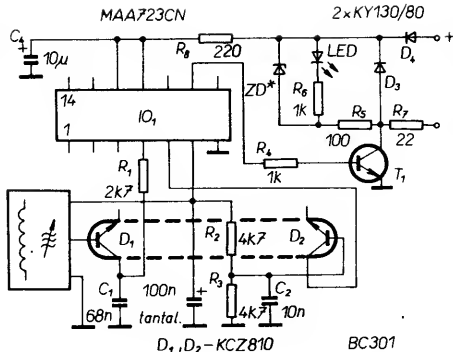 MAA723CN 2xKY130/80
C4 10µ
R8 220
LED
D4 +
ZD*
D3
R6 1k
R5 100
R7 22
14
IO1
1
R1 2k7
R4 1k
T1
D1
R2 4k7
D2
C1 68n
100n + tantal.
R3 4k7
C2 10n
D1, D2-KCZ810 BC301